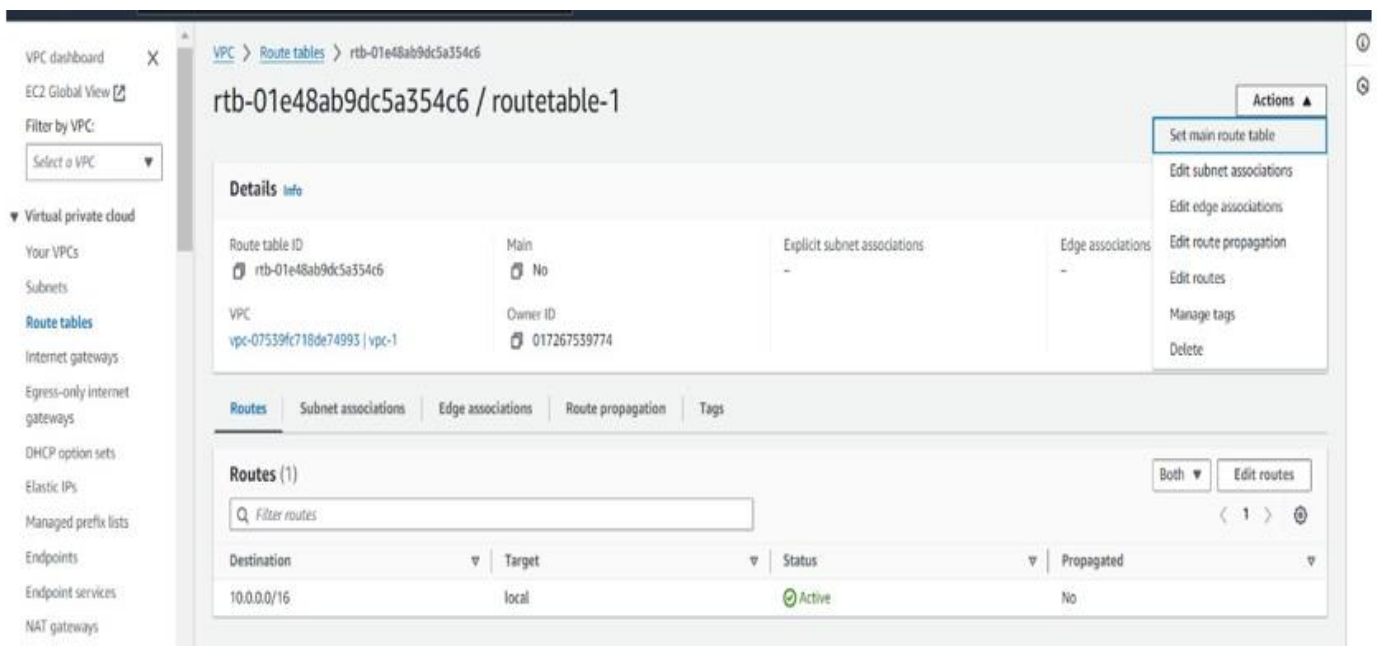 VPC dashboard
EC2 Global View
Filter by VPC:
Select a VPC
Virtual private cloud
Your VPCs
Subnets
Route tables
Internet gateways
Egress-only internet
gateways
DHCP option sets
Elastic IPs
Managed prefix lists
Endpoints
Endpoint services
NAT gateways
VPC > Route tables > rtb-01e48ab9dc5a354c6
rtb-01e48ab9dc5a354c6 / routetable-1
Actions
Set main route table
Edit subnet associations
Edit edge associations
Edit route propagation
Edit routes
Manage tags
Delete
Details Info
Route table ID
rtb-01e48ab9dc5a354c6
Main
No
Explicit subnet associations
-
Edge associations
-
VPC
vpc-07539fc718de74993 | vpc-1
Owner ID
017267539774
Routes Subnet associations Edge associations Route propagation Tags
Routes (1)
Both Edit routes
Filter routes
1
Destination Target Status Propagated
10.0.0.0/16 local Active No